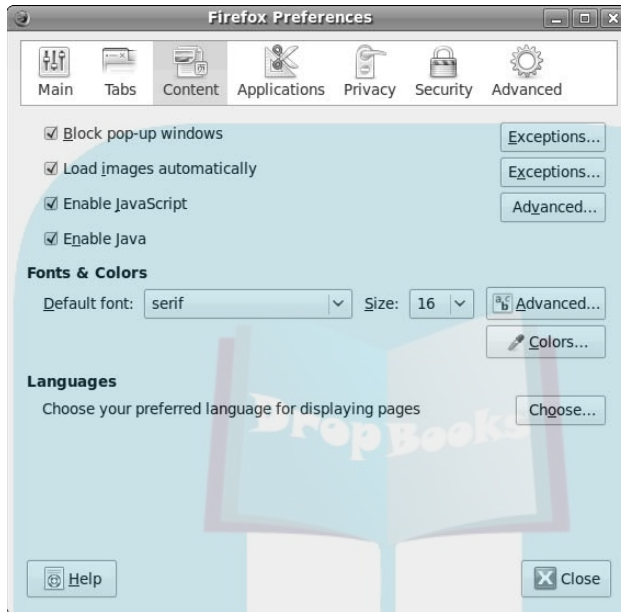 Firefox Preferences
Main Tabs Content Applications Privacy Security Advanced
Block pop-up windows Exceptions...
Load images automatically Exceptions...
Enable JavaScript Advanced...
Enable Java
Fonts & Colors
Default font: serif Size: 16 Advanced...
Colors...
Languages
Choose your preferred language for displaying pages Choose...
Drop Books
Help Close